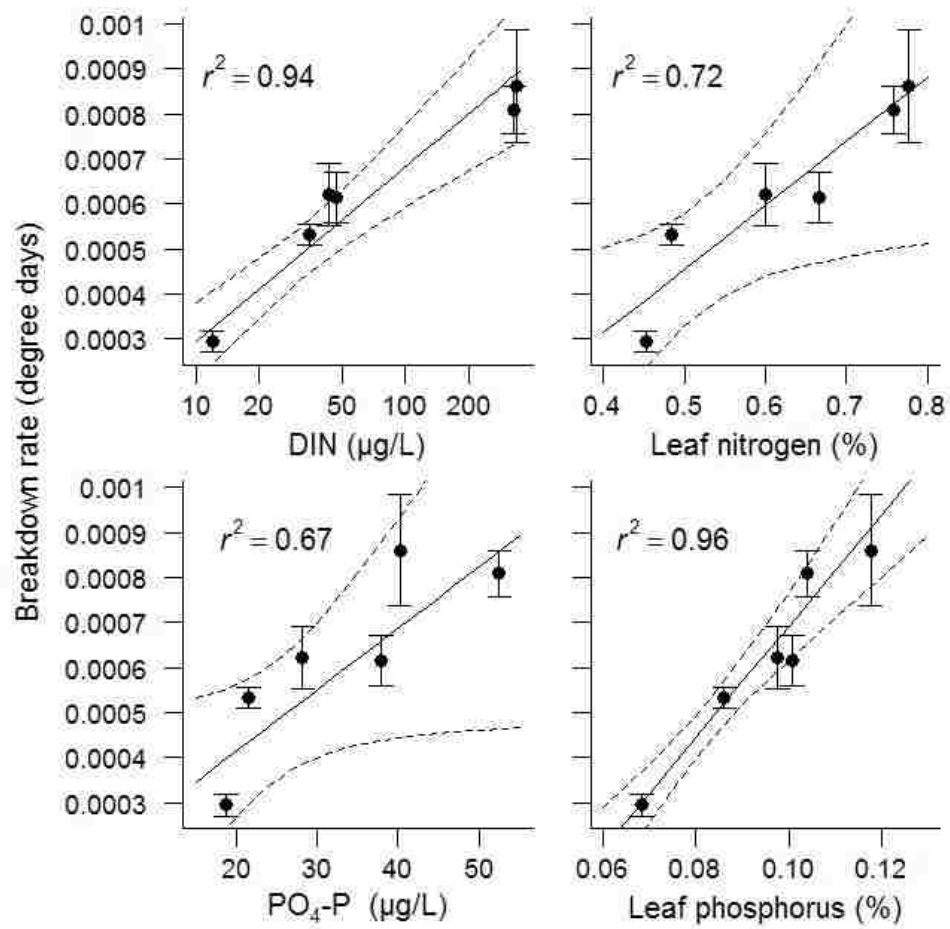 Breakdown rate (degree days)
0.001
0.0009
0.0008
0.0007
0.0006
0.0005
0.0004
0.0003
r² = 0.94
10 20 50 100 200
DIN (µg/L)
r² = 0.72
0.4 0.5 0.6 0.7 0.8
Leaf nitrogen (%)
0.001
0.0009
0.0008
0.0007
0.0006
0.0005
0.0004
0.0003
r² = 0.67
20 30 40 50
PO₄-P (µg/L)
r² = 0.96
0.06 0.08 0.10 0.12
Leaf phosphorus (%)